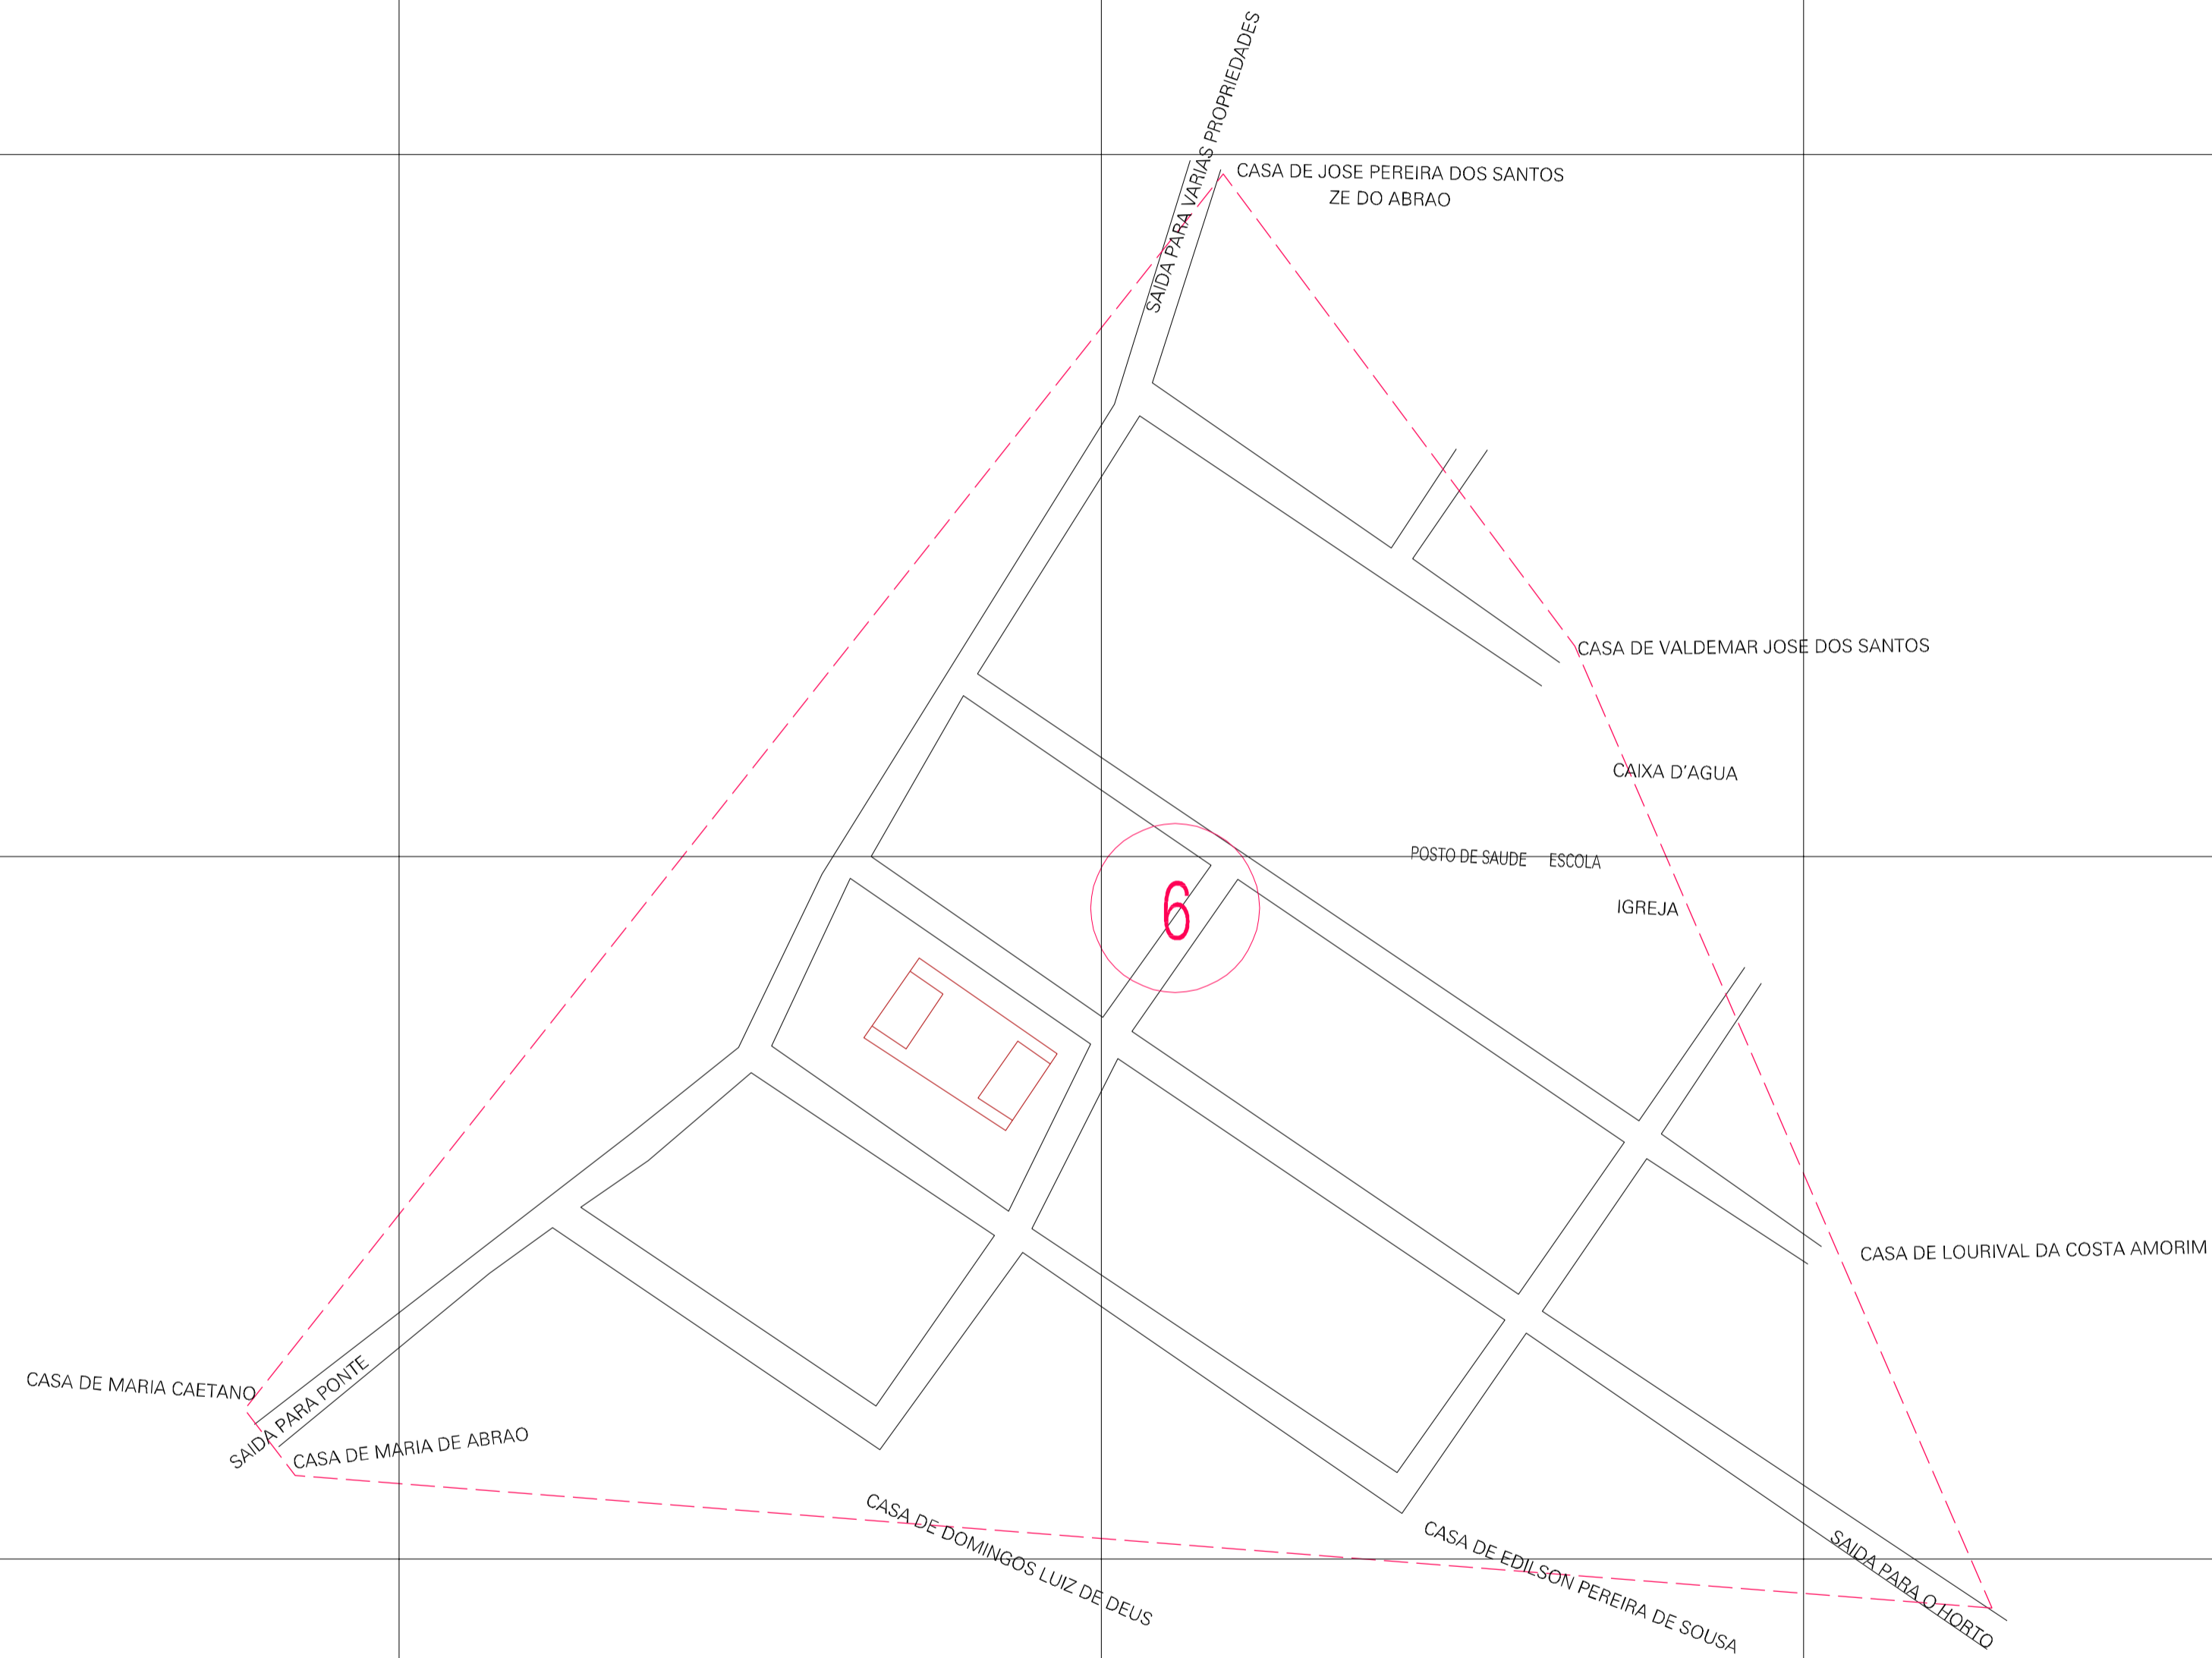 SAIDA PARA VARIAS PROPRIEDADES
CASA DE JOSE PEREIRA DOS SANTOS
ZE DO ABRAO
CASA DE VALDEMAR JOSE DOS SANTOS
CAIXA D'AGUA
POSTO DE SAUDE
ESCOLA
IGREJA
6
CASA DE LOURIVAL DA COSTA AMORIM
CASA DE MARIA CAETANO
SAIDA PARA PONTE
CASA DE MARIA DE ABRAO
CASA DE DOMINGOS LUIZ DE DEUS
CASA DE EDILSON PEREIRA DE SOUSA
SAIDA PARA O HORTO